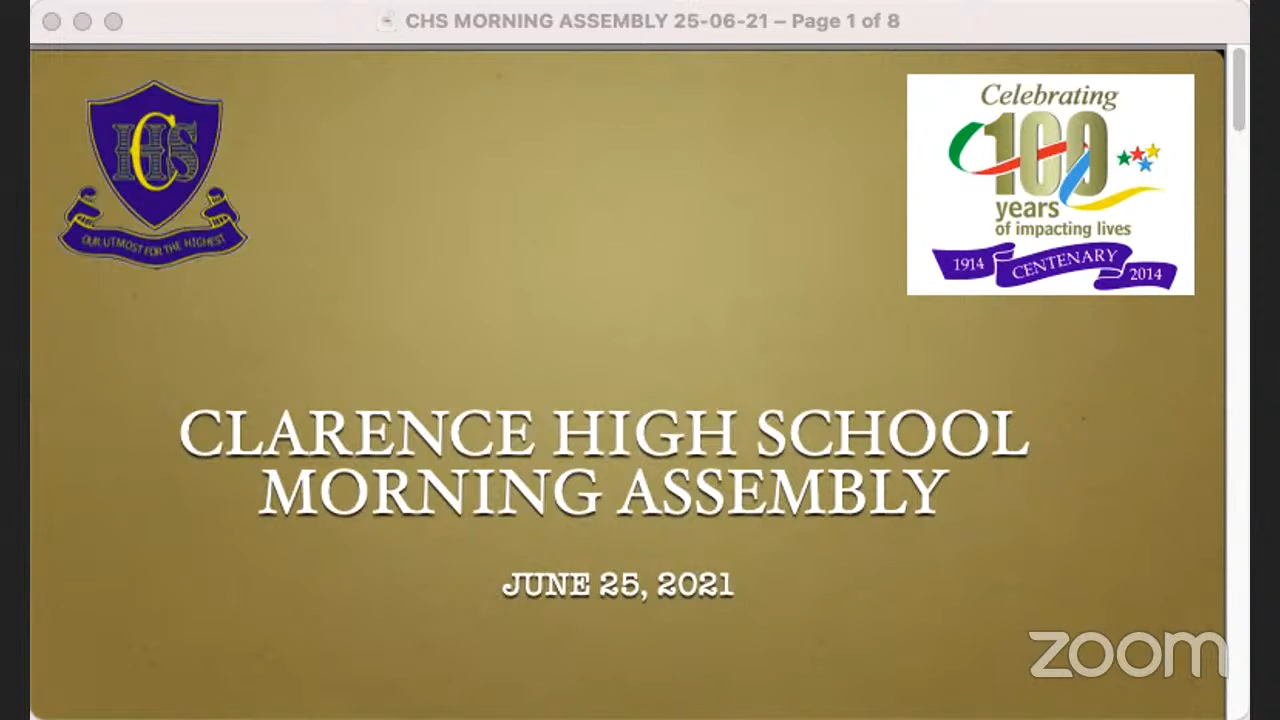 CHS MORNING ASSEMBLY 25-06-21 – Page 1 of 8
CHS
OUR UTMOST FOR THE HIGHEST
Celebrating
100
years
of impacting lives
1914 CENTENARY 2014
CLARENCE HIGH SCHOOL
MORNING ASSEMBLY
JUNE 25, 2021
zoom